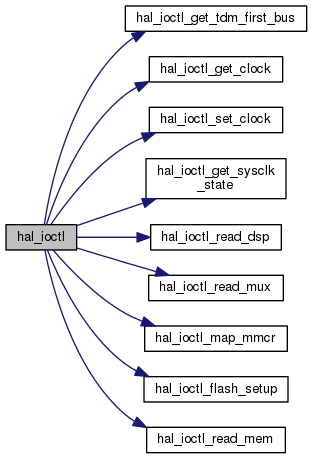 hal_ioctl_get_tdm_first_bus
hal_ioctl_get_clock
hal_ioctl_set_clock
hal_ioctl_get_sysclk
_state
hal_ioctl
hal_ioctl_read_dsp
hal_ioctl_read_mux
hal_ioctl_map_mmcr
hal_ioctl_flash_setup
hal_ioctl_read_mem